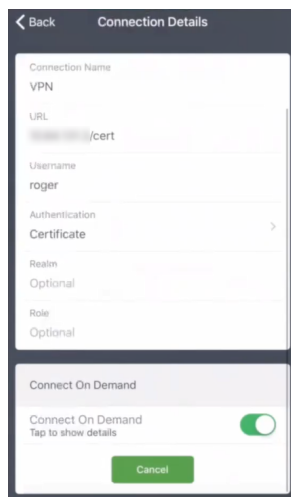 Back
Connection Details
Connection Name
VPN
URL
/cert
Username
roger
Authentication
Certificate
Realm
Optional
Role
Optional
Connect On Demand
Connect On Demand
Tap to show details
Cancel